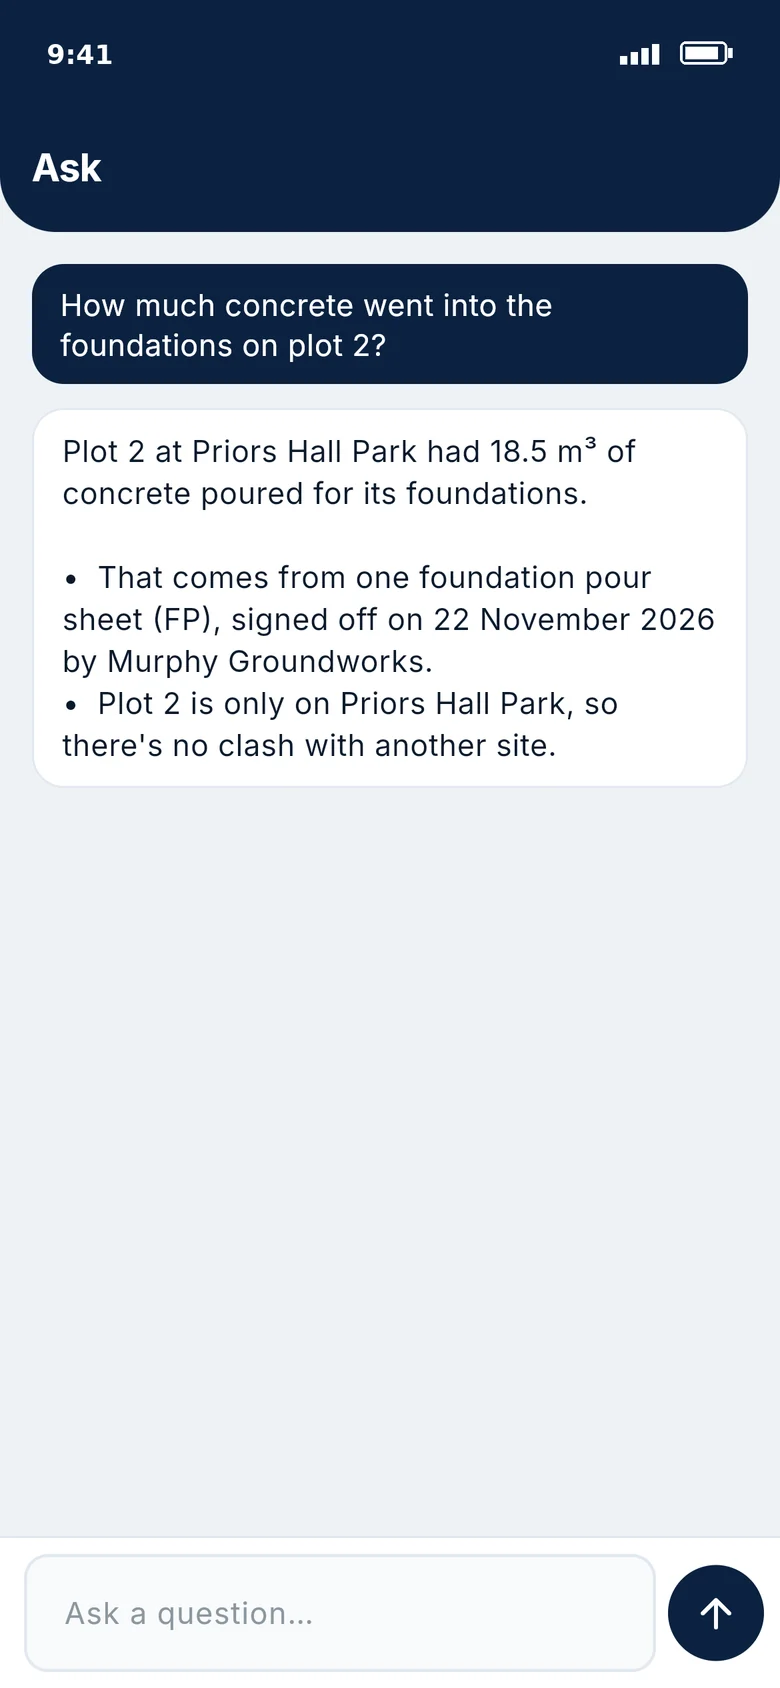 9:41
Ask
How much concrete went into the
foundations on plot 2?
Plot 2 at Priors Hall Park had 18.5 m³ of
concrete poured for its foundations.
• That comes from one foundation pour
sheet (FP), signed off on 22 November 2026
by Murphy Groundworks.
• Plot 2 is only on Priors Hall Park, so
there's no clash with another site.
Ask a question...